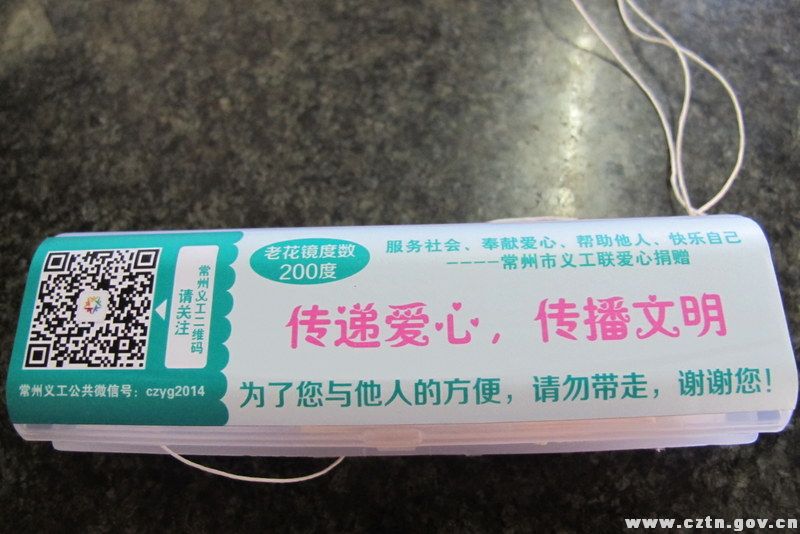 老花镜度数
200度
服务社会、奉献爱心、帮助他人、快乐自己
----常州市义工联爱心捐赠
传递爱心，传播文明
为了您与他人的方便，请勿带走，谢谢您！
常州义工二维码
请关注
常州义工公共微信号：czyg2014
www.cztn.gov.cn